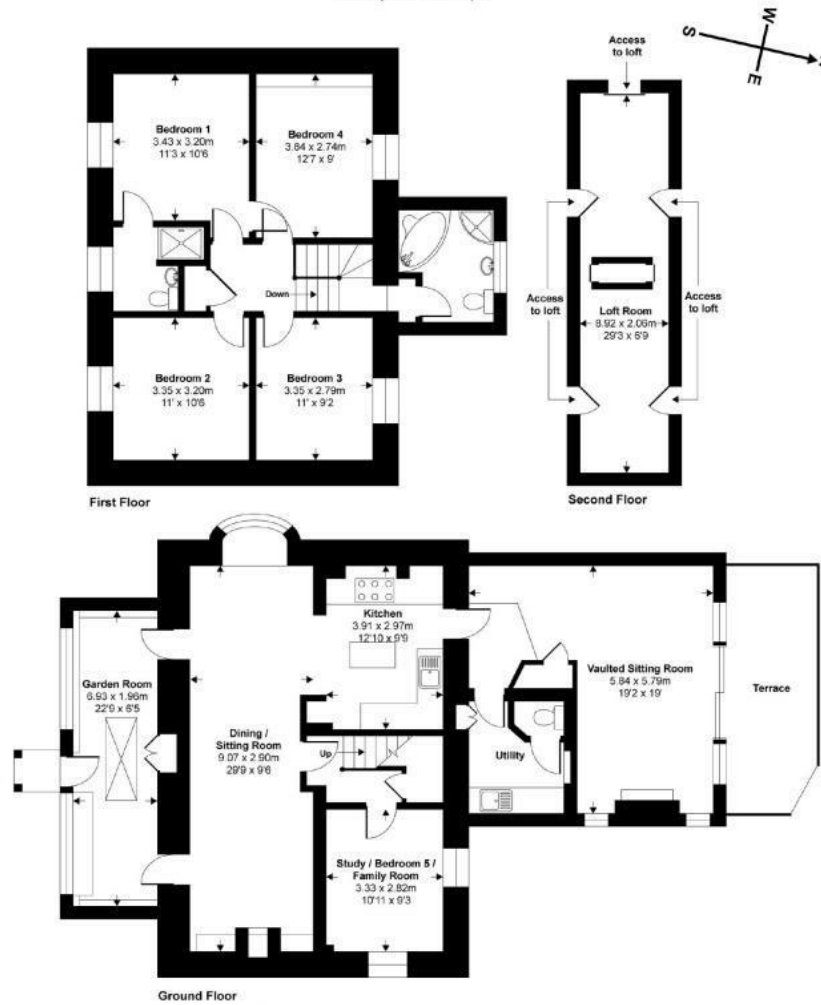 S
W
E
Access
to loft
Bedroom 1
3.43 x 3.20m
11'3 x 10'6
Bedroom 4
3.84 x 2.74m
12'7 x 9'
Down
Bedroom 2
3.35 x 3.20m
11' x 10'6
Bedroom 3
3.35 x 2.79m
11' x 9'2
First Floor
Access
to loft
Loft Room
8.92 x 2.06m
29'3 x 6'9
Access
to loft
Second Floor
Garden Room
6.93 x 1.96m
22'9 x 6'5
Dining /
Sitting Room
9.07 x 2.90m
29'9 x 9'6
Kitchen
3.91 x 2.97m
12'10 x 9'9
Up
Study / Bedroom 5 /
Family Room
3.33 x 2.82m
10'11 x 9'3
Utility
Vaulted Sitting Room
5.84 x 5.79m
19'2 x 19'
Terrace
Ground Floor